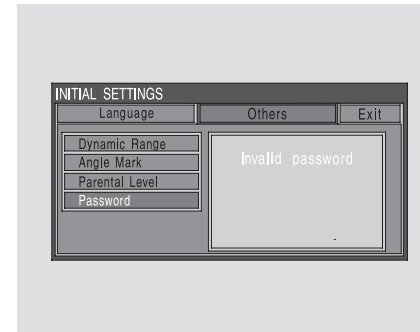 INITIAL SETTINGS
Language Others Exit
Dynamic Range
Angle Mark
Parental Level
Password
Invalid password